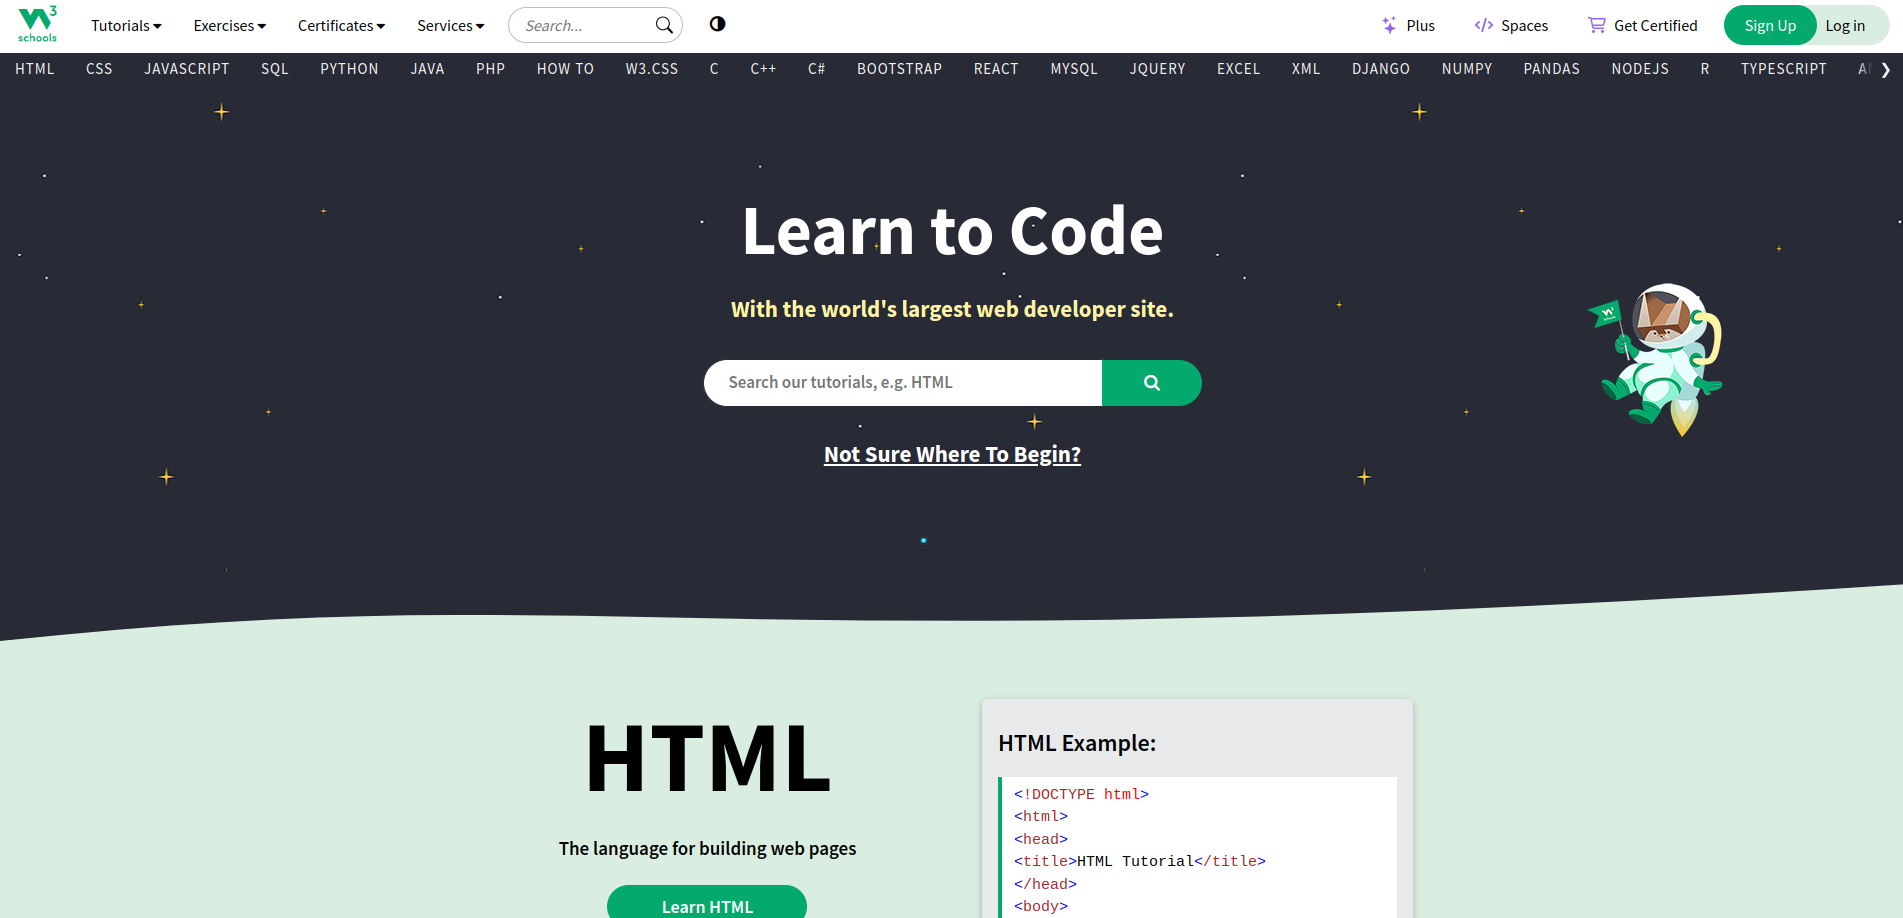 3
schools
Tutorials Exercises Certificates Services Search... Plus Spaces Get Certified Sign Up Log in
HTML CSS JAVASCRIPT SQL PYTHON JAVA PHP HOW TO W3.CSS C C++ C# BOOTSTRAP REACT MYSQL JQUERY EXCEL XML DJANGO NUMPY PANDAS NODEJS R TYPESCRIPT
Learn to Code
With the world's largest web developer site.
Search our tutorials, e.g. HTML
Not Sure Where To Begin?
HTML
The language for building web pages
Learn HTML
HTML Example:
<!DOCTYPE html>
<html>
<head>
<title>HTML Tutorial</title>
</head>
<body>